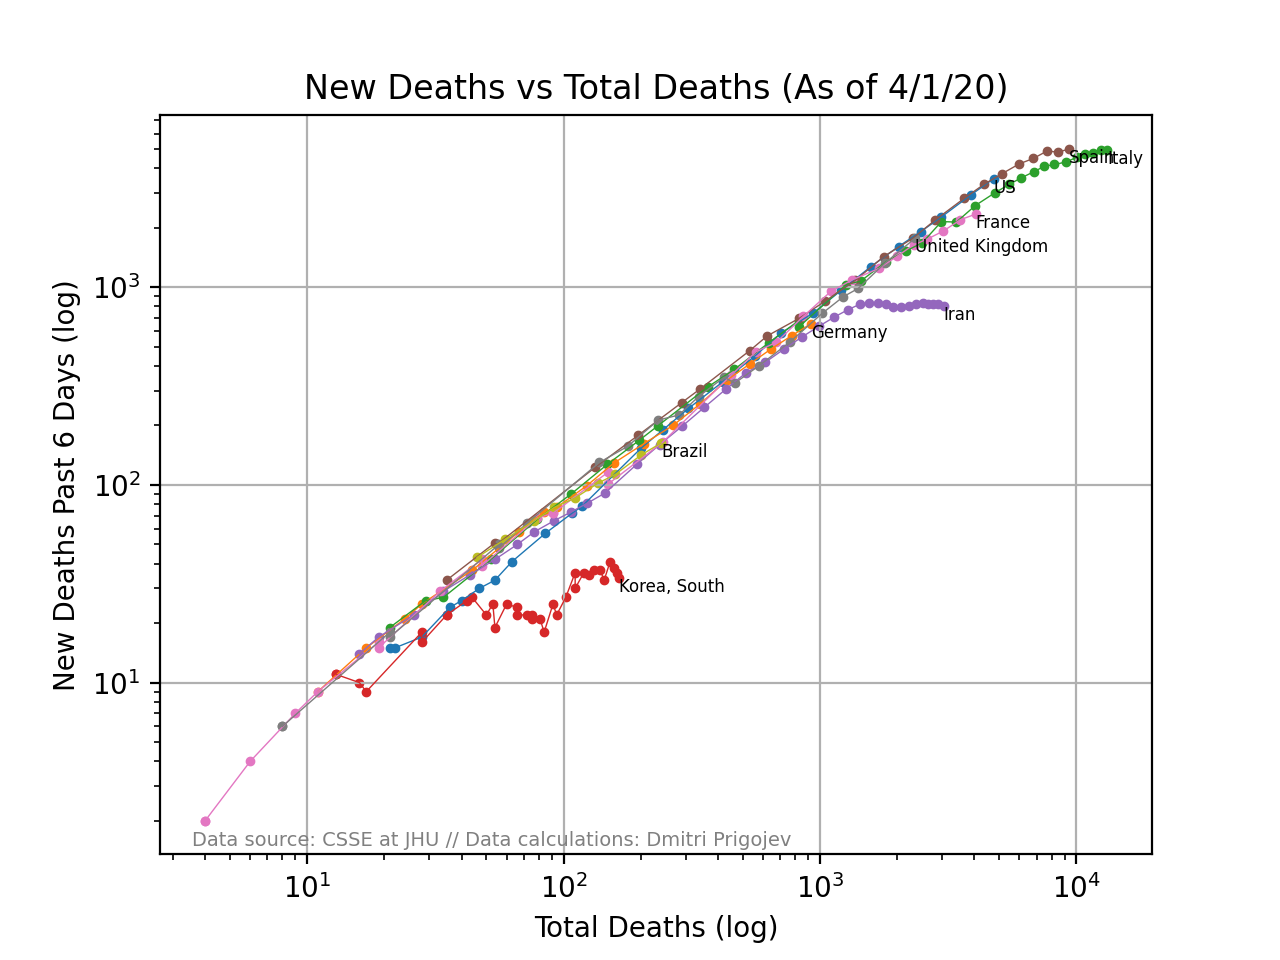 New Deaths vs Total Deaths (As of 4/1/20)
New Deaths Past 6 Days (log)
10³
10²
10¹
Spain
Italy
US
France
United Kingdom
Iran
Germany
Brazil
Korea, South
Data source: CSSE at JHU // Data calculations: Dmitri Prigojev
10¹ 10² 10³ 10⁴
Total Deaths (log)